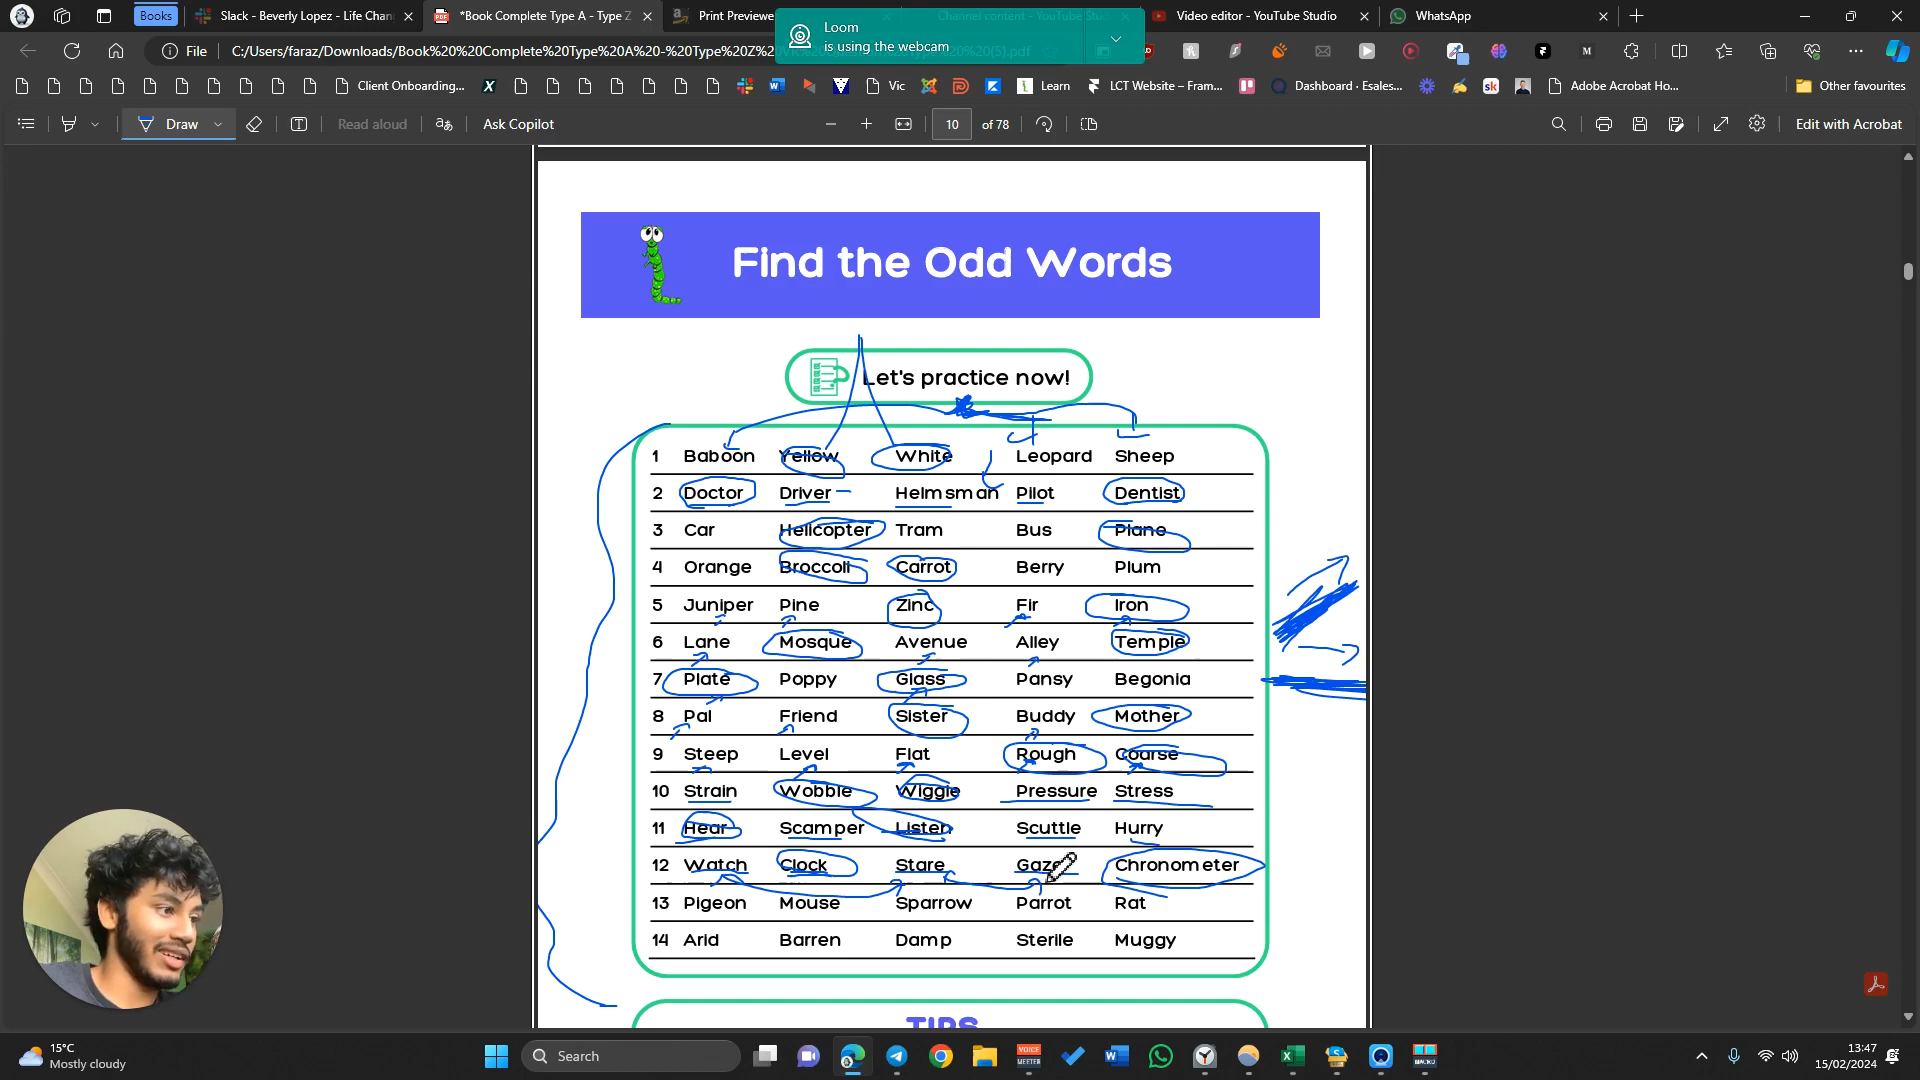 Books
Slack - Beverly Lopez - Life Chan
*Book Complete Type A - Type Z
Print Previewe
Channel content - YouTube Stu
Video editor - YouTube Studio
WhatsApp
Loom
is using the webcam
File
C:/Users/faraz/Downloads/Book%20%20Complete%20Type%20A%20-%20Type%20Z%20
%20(5).pdf
Client Onboarding...
Vic
Learn
LCT Website – Fram...
Dashboard · Esales...
Adobe Acrobat Ho...
Other favourites
Draw
Read aloud
Ask Copilot
10 of 78
Edit with Acrobat
Find the Odd Words
Let's practice now!
1 Baboon Yellow White Leopard Sheep
2 Doctor Driver Helmsman Pilot Dentist
3 Car Helicopter Tram Bus Plane
4 Orange Broccoli Carrot Berry Plum
5 Juniper Pine Zinc Fir Iron
6 Lane Mosque Avenue Alley Temple
7 Plate Poppy Glass Pansy Begonia
8 Pal Friend Sister Buddy Mother
9 Steep Level Flat Rough Coarse
10 Strain Wobble Wiggle Pressure Stress
11 Hear Scamper Listen Scuttle Hurry
12 Watch Clock Stare Gaze Chronometer
13 Pigeon Mouse Sparrow Parrot Rat
14 Arid Barren Damp Sterile Muggy
TIPS
15°C
Mostly cloudy
Search
13:47
15/02/2024